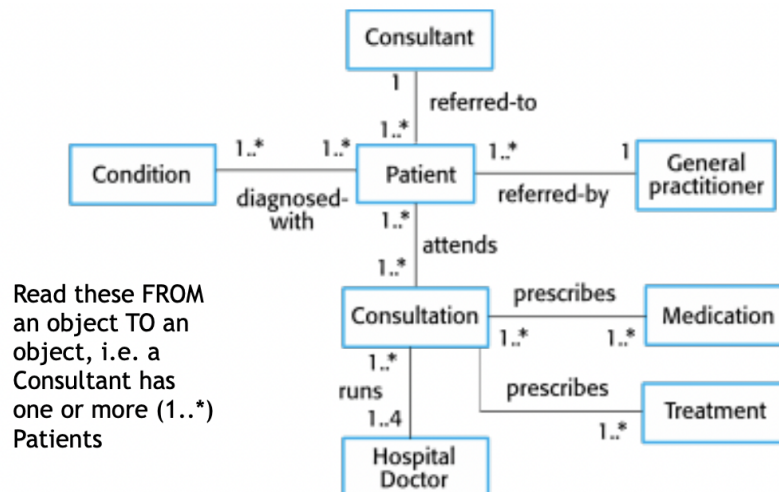 Consultant
1
referred-to
1..*
Condition
1..*
1..*
diagnosed-
with
Patient
1..*
1
referred-by
General
practitioner
1..*
attends
1..*
Read these FROM
an object TO an
object, i.e. a
Consultant has
one or more (1..*)
Patients
Consultation
prescribes
1..*
1..*
Medication
1..*
runs
1..4
prescribes
1..*
Treatment
Hospital
Doctor